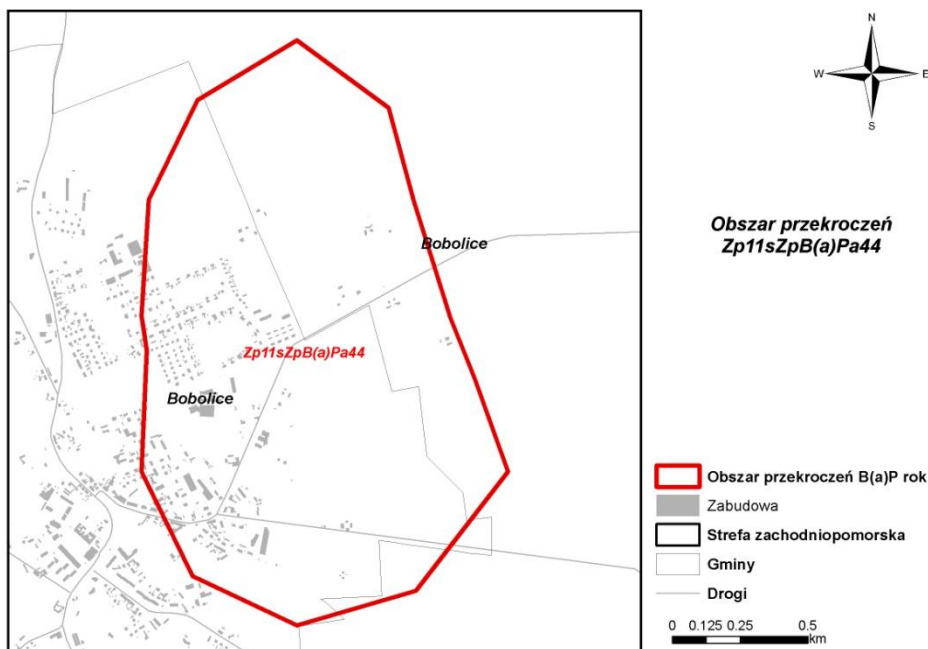 N
W
E
S
Obszar przekroczeń
Zp11sZpB(a)Pa44
Bobolice
Zp11sZpB(a)Pa44
Bobolice
Obszar przekroczeń B(a)P rok
Zabudowa
Strefa zachodniopomorska
Gminy
Drogi
0 0.125 0.25 0.5
km